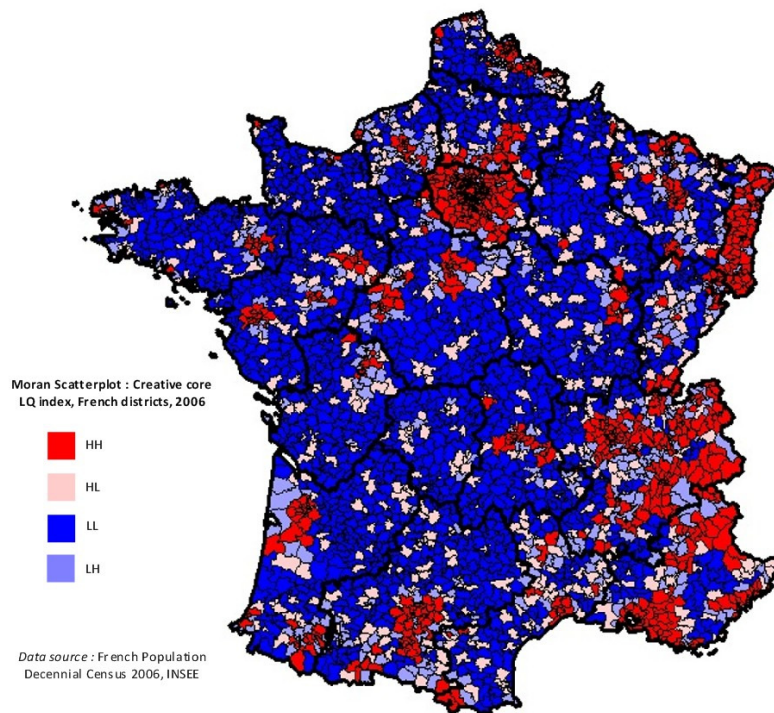 Moran Scatterplot : Creative core
LQ index, French districts, 2006
HH
HL
LL
LH
Data source : French Population
Decennial Census 2006, INSEE